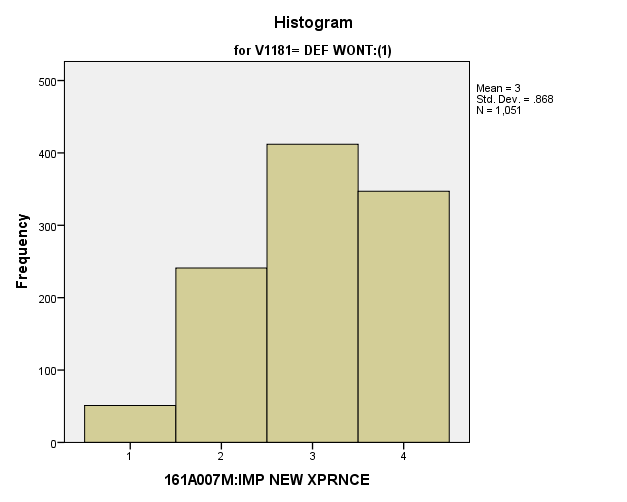 Histogram
for V1181= DEF WONT:(1)
Mean = 3
Std. Dev. = .868
N = 1,051
500
400
300
200
100
0
Frequency
1 2 3 4
161A007M:IMP NEW XPRNCE